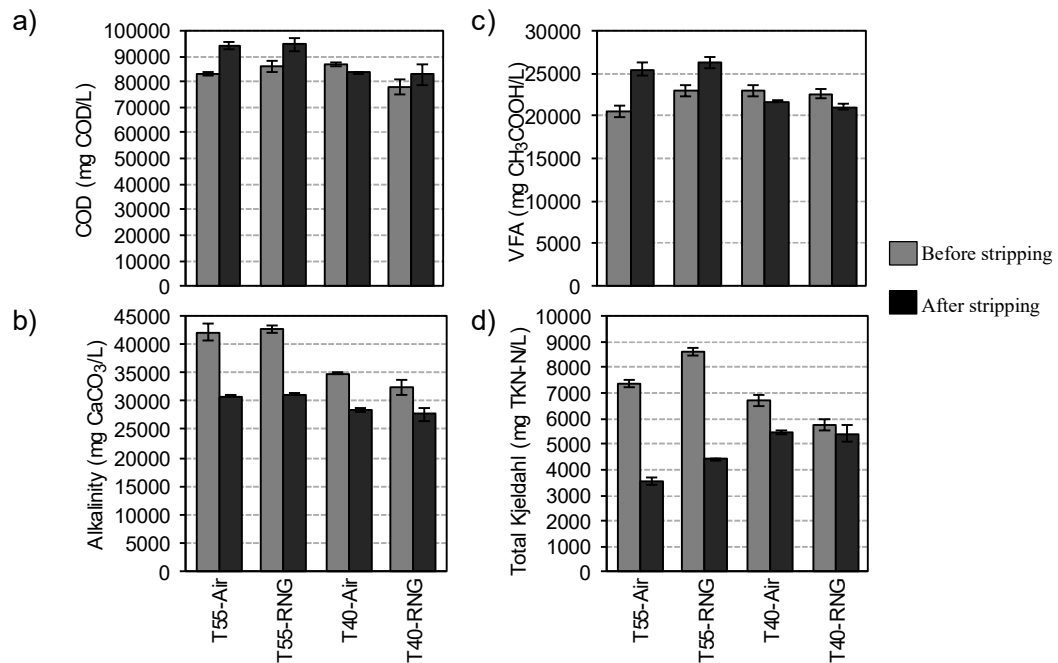 a)
100000
90000
80000
70000
60000
50000
40000
30000
20000
10000
0
COD (mg COD/L)
c)
30000
25000
20000
15000
10000
5000
0
VFA (mg CH₃COOH/L)
Before stripping
After stripping
b)
45000
40000
35000
30000
25000
20000
15000
10000
5000
0
Alkalinity (mg CaCO₃/L)
T55-Air
T55-RNG
T40-Air
T40-RNG
d)
10000
9000
8000
7000
6000
5000
4000
3000
2000
1000
0
Total Kjeldahl (mg TKN-N/L)
T55-Air
T55-RNG
T40-Air
T40-RNG